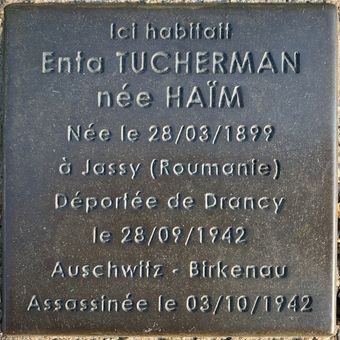 Ici habitait
Enta TUCHERMAN
née HAÏM
Née le 28/03/1899
à Jassy (Roumanie)
Déportée de Drancy
le 28/09/1942
Auschwitz - Birkenau
Assassinée le 03/10/1942